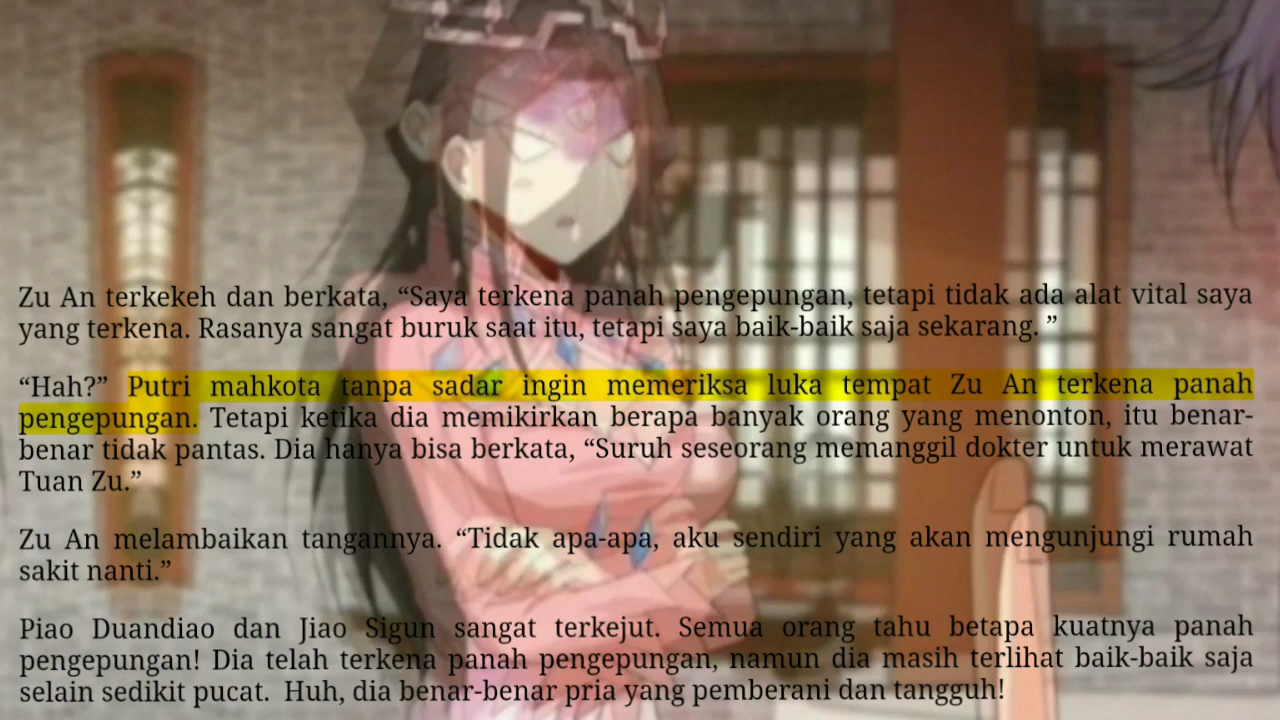 Zu An terkekeh dan berkata, “Saya terkena panah pengepungan, tetapi tidak ada alat vital saya
yang terkena. Rasanya sangat buruk saat itu, tetapi saya baik-baik saja sekarang. ”
“Hah?” Putri mahkota tanpa sadar ingin memeriksa luka tempat Zu An terkena panah
pengepungan. Tetapi ketika dia memikirkan berapa banyak orang yang menonton, itu benar-
benar tidak pantas. Dia hanya bisa berkata, “Suruh seseorang memanggil dokter untuk merawat
Tuan Zu.”
Zu An melambaikan tangannya. “Tidak apa-apa, aku sendiri yang akan mengunjungi rumah
sakit nanti.”
Piao Duandiao dan Jiao Sigun sangat terkejut. Semua orang tahu betapa kuatnya panah
pengepungan! Dia telah terkena panah pengepungan, namun dia masih terlihat baik-baik saja
selain sedikit pucat.  Huh, dia benar-benar pria yang pemberani dan tangguh!